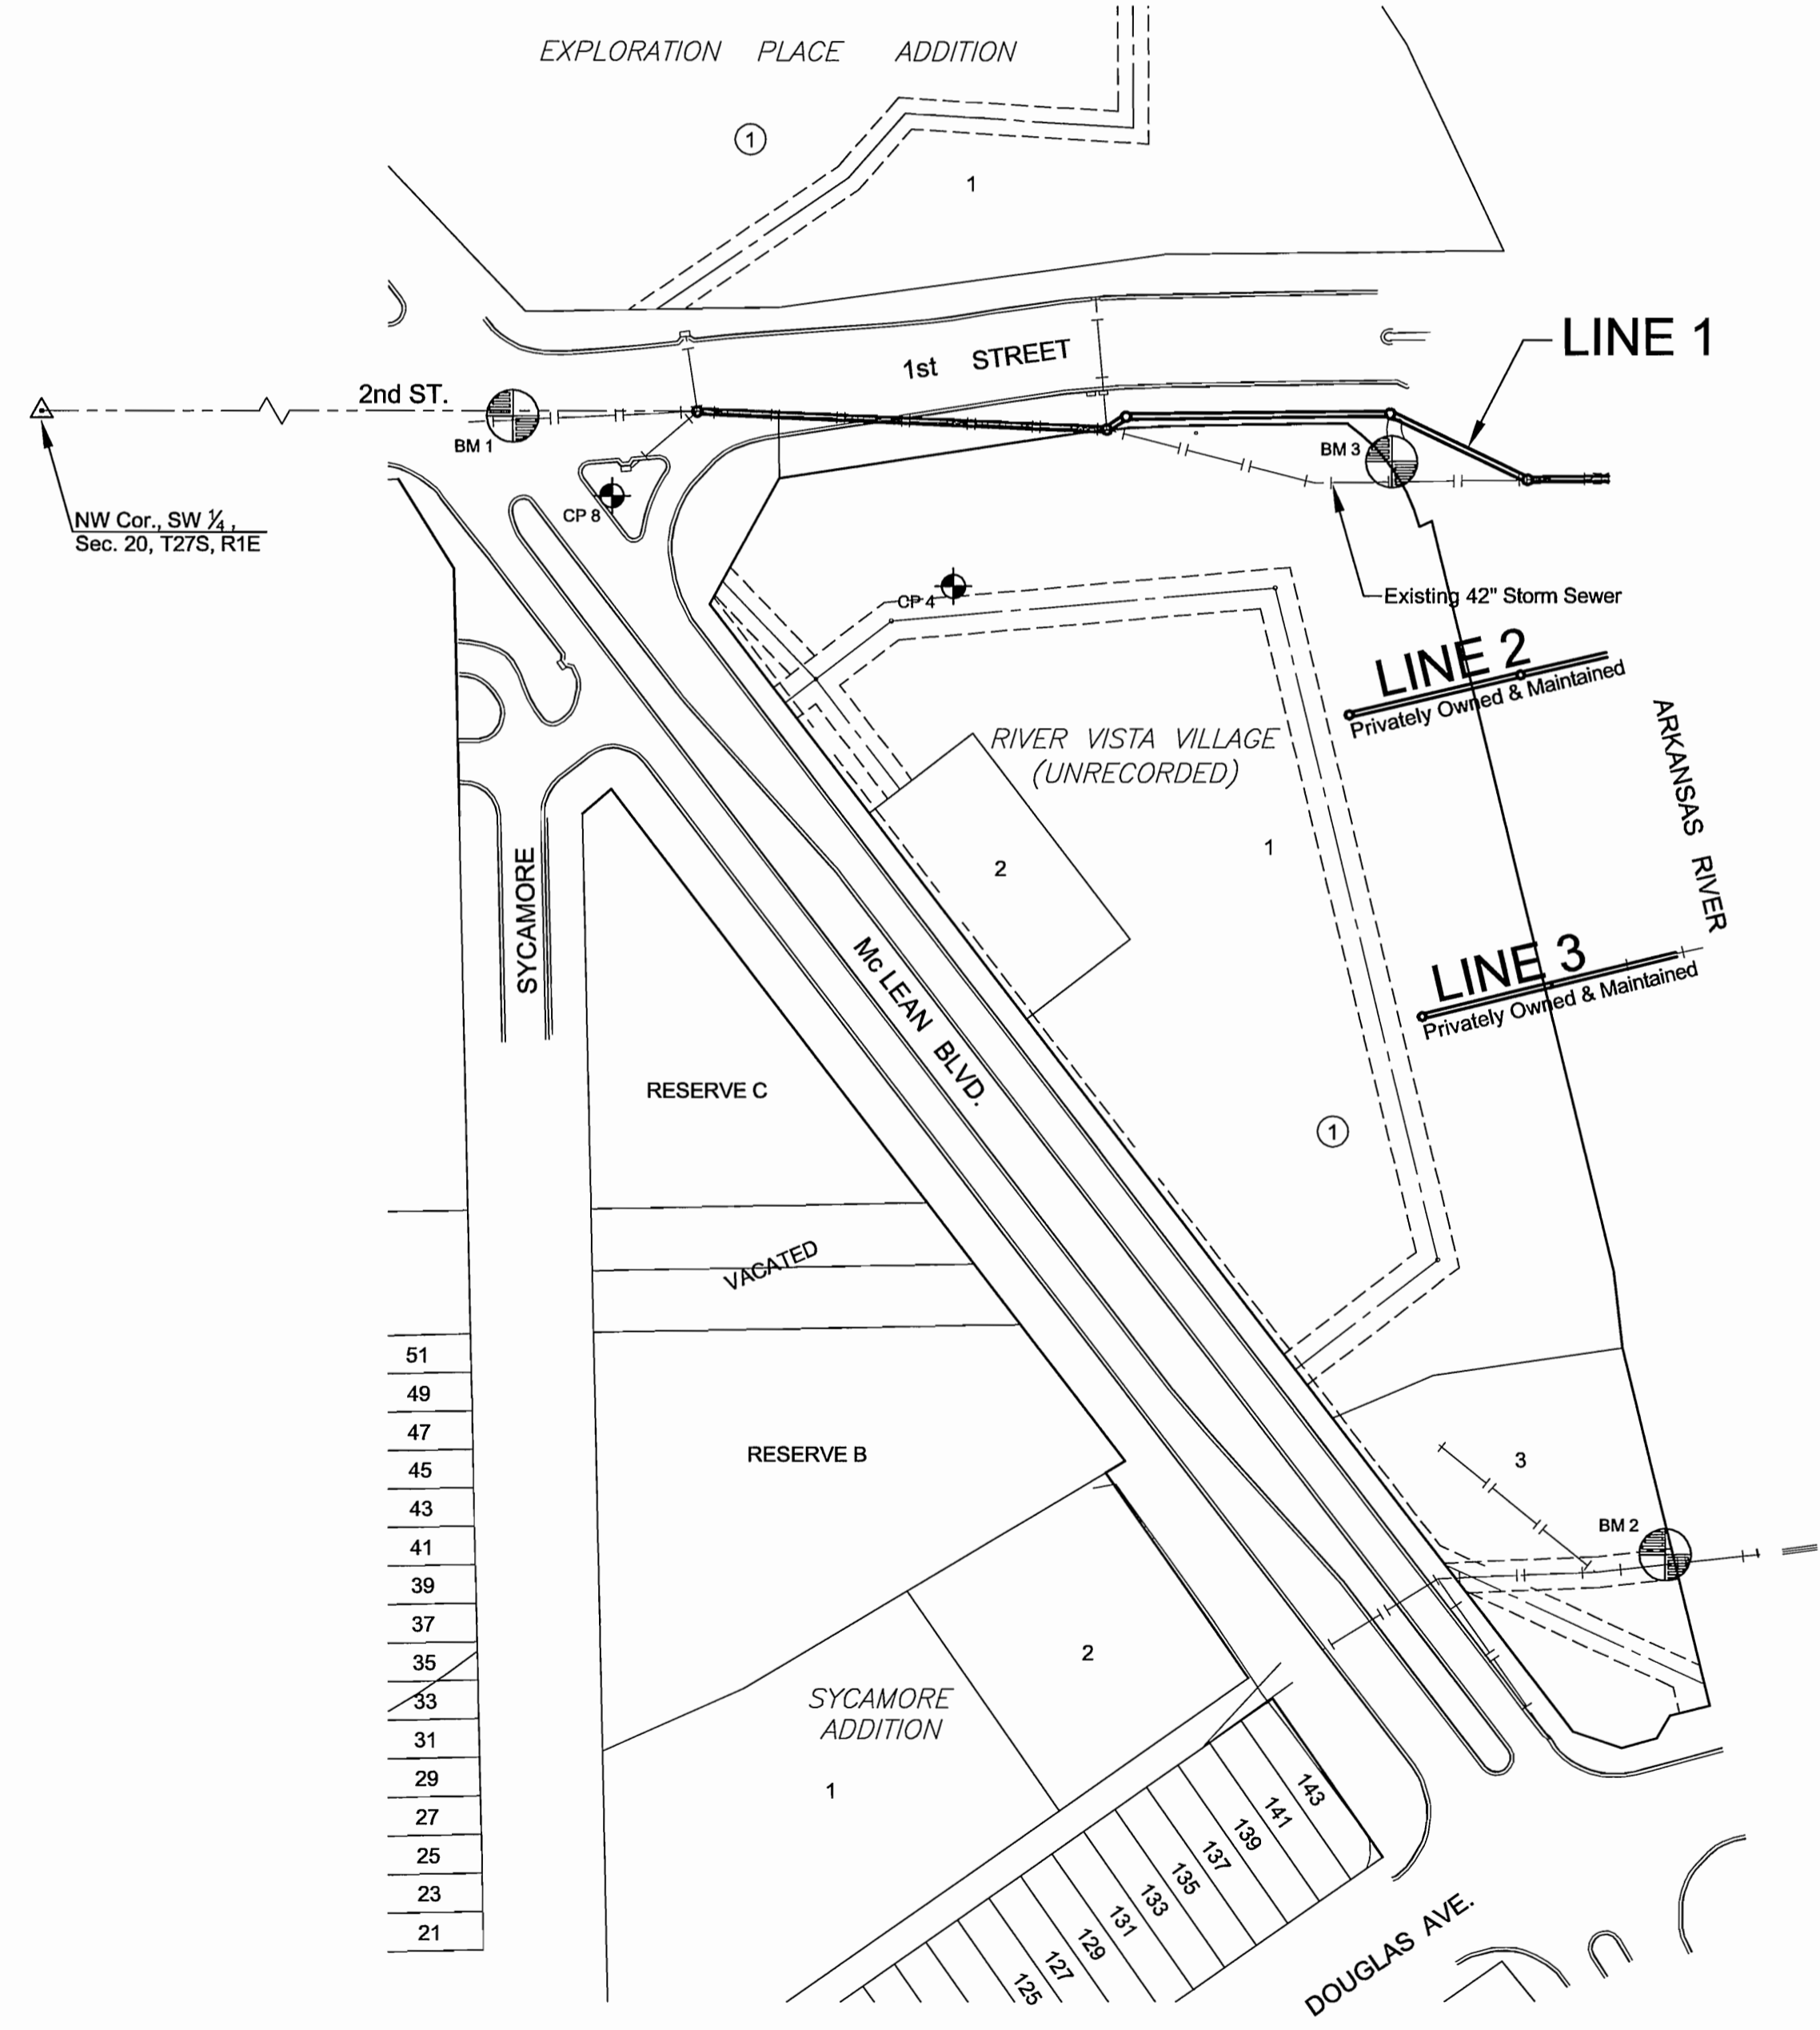 EXPLORATION PLACE ADDITION
1
1
LINE 1
1st STREET
2nd ST.
BM 1
BM 3
CP 8
NW Cor., SW ¼,
Sec. 20, T27S, R1E
CP 4
Existing 42" Storm Sewer
LINE 2
Privately Owned & Maintained
ARKANSAS RIVER
RIVER VISTA VILLAGE
(UNRECORDED)
1
2
SYCAMORE
McLEAN BLVD.
LINE 3
Privately Owned & Maintained
RESERVE C
1
VACATED
51
49
47
45
43
41
39
37
35
33
31
29
27
25
23
21
RESERVE B
3
BM 2
2
SYCAMORE
ADDITION
1
143
141
139
137
135
133
131
129
127
125
DOUGLAS AVE.